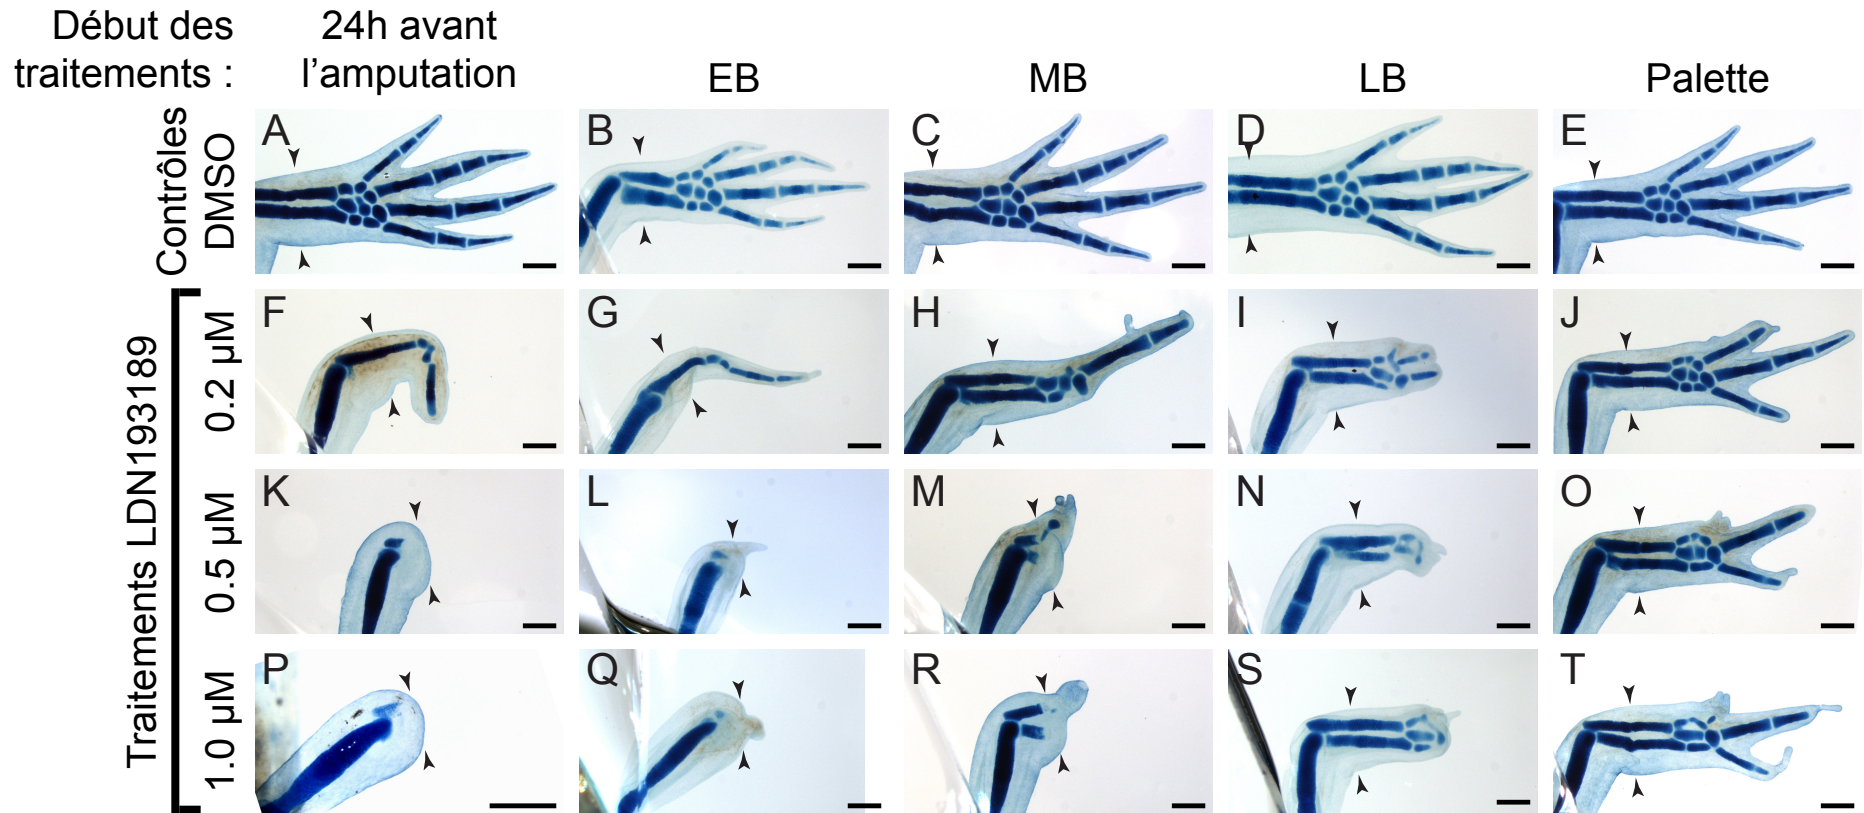 Début des
traitements :
24h avant
l’amputation
EB
MB
LB
Palette
Contrôles
DMISO
A
B
C
D
E
Traitements LDN193189
0.2 µM
F
G
H
I
J
0.5 µM
K
L
M
N
O
1.0 µM
P
Q
R
S
T